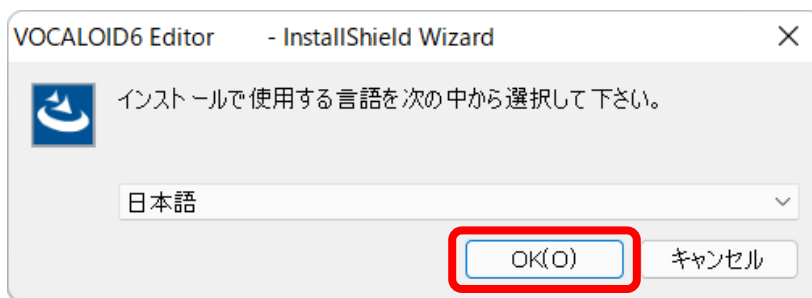 VOCALOID6 Editor - InstallShield Wizard
インストールで使用する言語を次の中から選択して下さい。
日本語
OK(O)
キャンセル